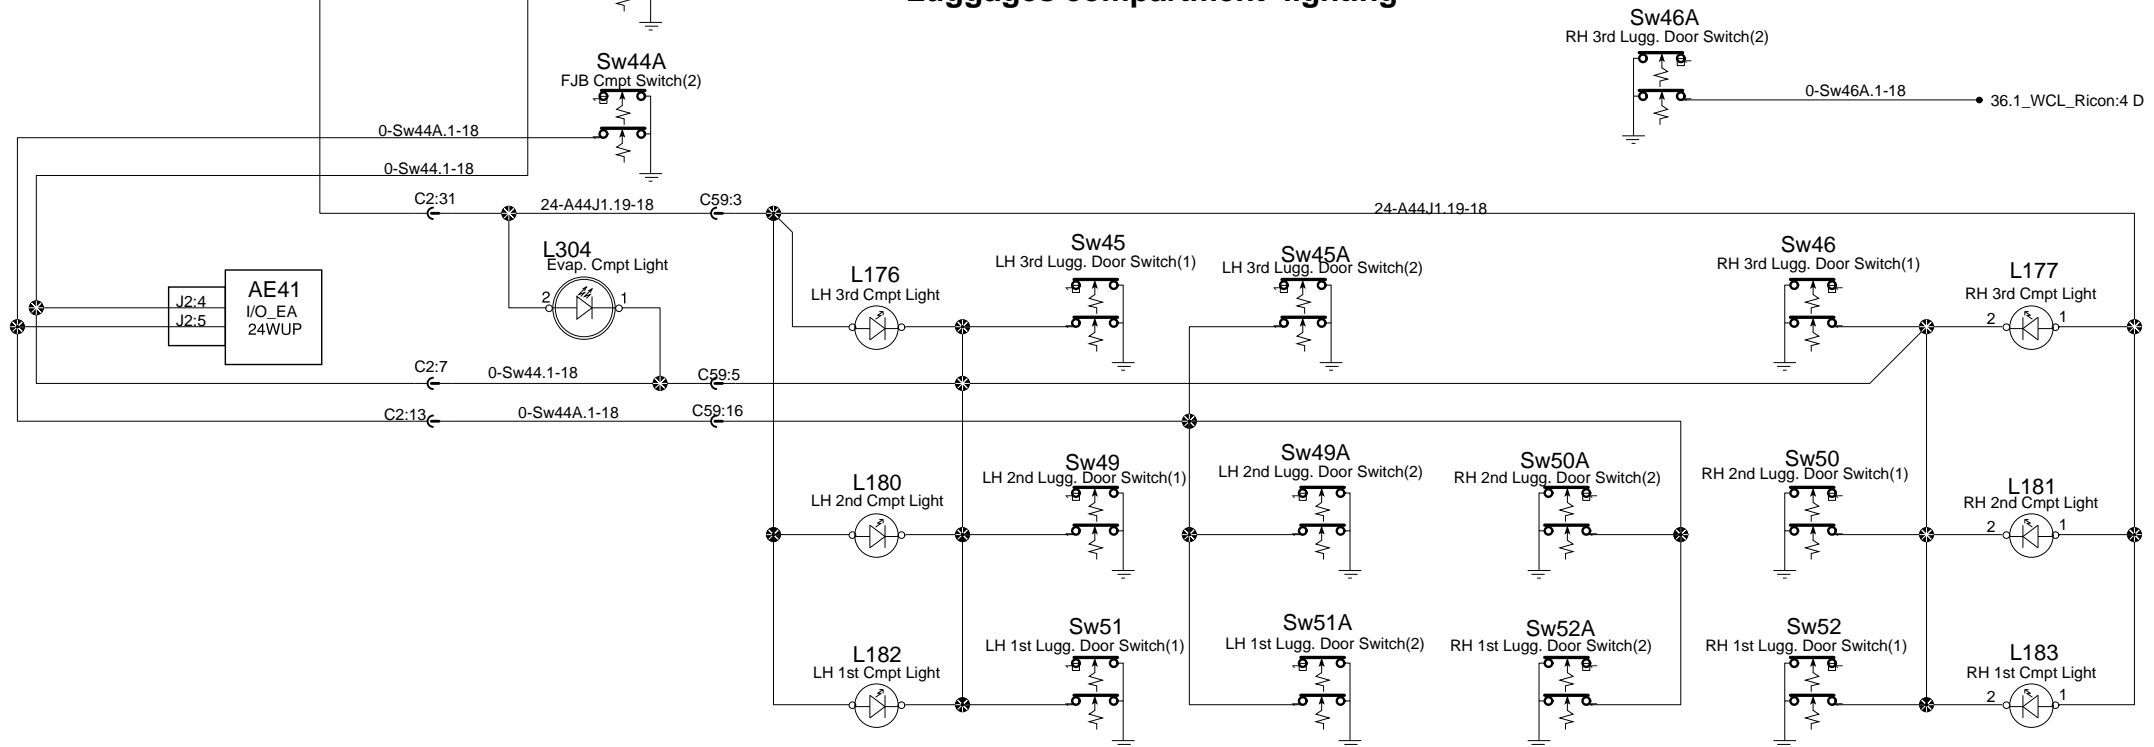 Luggages compartment lighting
Sw46A
RH 3rd Lugg. Door Switch(2)
0-Sw46A.1-18
36.1_WCL_Ricon:4 D
Sw44A
FJB Cmpt Switch(2)
0-Sw44A.1-18
0-Sw44.1-18
C2:31
24-A44J1.19-18
C59:3
24-A44J1.19-18
L304
Evap. Cmpt Light
2
1
AE41
I/O_EA
24WUP
J2:4
J2:5
L176
LH 3rd Cmpt Light
Sw45
LH 3rd Lugg. Door Switch(1)
Sw45A
LH 3rd Lugg. Door Switch(2)
Sw46
RH 3rd Lugg. Door Switch(1)
L177
RH 3rd Cmpt Light
2
1
C2:7
0-Sw44.1-18
C59:5
C2:13
0-Sw44A.1-18
C59:16
L180
LH 2nd Cmpt Light
Sw49
LH 2nd Lugg. Door Switch(1)
Sw49A
LH 2nd Lugg. Door Switch(2)
Sw50A
RH 2nd Lugg. Door Switch(2)
Sw50
RH 2nd Lugg. Door Switch(1)
L181
RH 2nd Cmpt Light
2
1
L182
LH 1st Cmpt Light
Sw51
LH 1st Lugg. Door Switch(1)
Sw51A
LH 1st Lugg. Door Switch(2)
Sw52A
RH 1st Lugg. Door Switch(2)
Sw52
RH 1st Lugg. Door Switch(1)
L183
RH 1st Cmpt Light
2
1